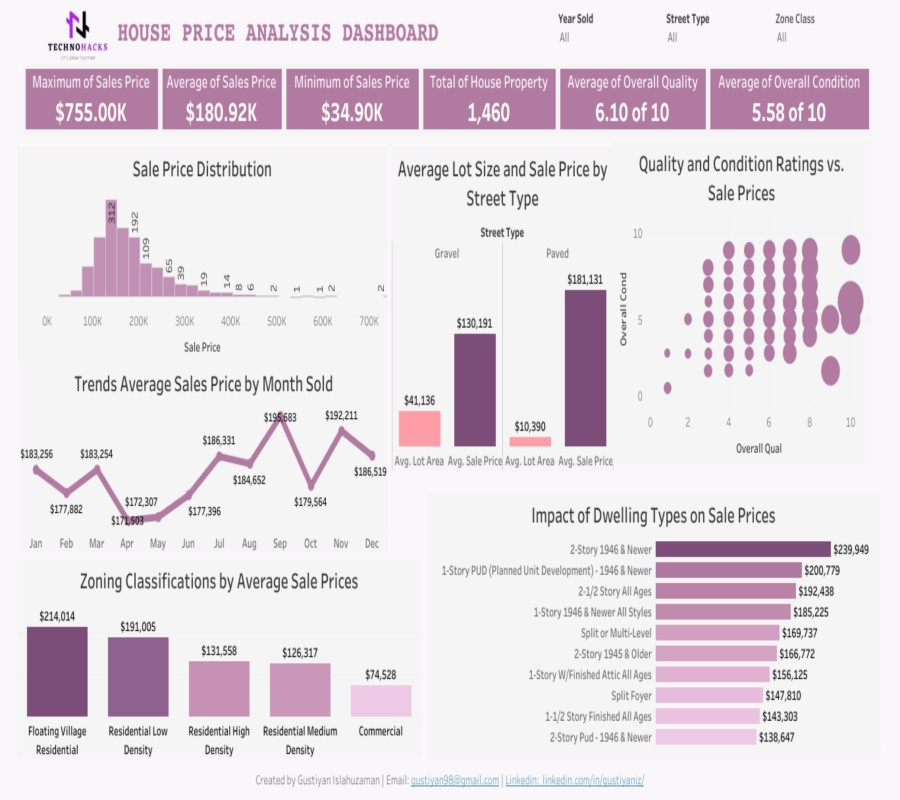 TECHNOHACKS
LET'S GROW TOGETHER
HOUSE PRICE ANALYSIS DASHBOARD
Year Sold
All
Street Type
All
Zone Class
All
Maximum of Sales Price
$755.00K
Average of Sales Price
$180.92K
Minimum of Sales Price
$34.90K
Total of House Property
1,460
Average of Overall Quality
6.10 of 10
Average of Overall Condition
5.58 of 10
Sale Price Distribution
312
192
109
65
39
19
14
8
6
2
1
1
2
2
0K 100K 200K 300K 400K 500K 600K 700K
Sale Price
Average Lot Size and Sale Price by
Street Type
Street Type
Gravel Paved
$41,136
$130,191
$10,390
$181,131
Avg. Lot Area Avg. Sale Price Avg. Lot Area Avg. Sale Price
Quality and Condition Ratings vs.
Sale Prices
Overall Cond
10
5
0
0 2 4 6 8 10
Overall Qual
Trends Average Sales Price by Month Sold
$183,256
$177,882
$183,254
$171,503
$172,307
$177,396
$186,331
$184,652
$195,683
$179,564
$192,211
$186,519
Jan Feb Mar Apr May Jun Jul Aug Sep Oct Nov Dec
Impact of Dwelling Types on Sale Prices
2-Story 1946 & Newer $239,949
1-Story PUD (Planned Unit Development) - 1946 & Newer $200,779
2-1/2 Story All Ages $192,438
1-Story 1946 & Newer All Styles $185,225
Split or Multi-Level $169,737
2-Story 1945 & Older $166,772
1-Story W/Finished Attic All Ages $156,125
Split Foyer $147,810
1-1/2 Story Finished All Ages $143,303
2-Story Pud - 1946 & Newer $138,647
Zoning Classifications by Average Sale Prices
$214,014
$191,005
$131,558
$126,317
$74,528
Floating Village
Residential
Residential Low
Density
Residential High
Density
Residential Medium
Density
Commercial
Created by Gustiyan Islahuzaman | Email: gustiyan98@gmail.com | Linkedin: linkedin.com/in/gustiyaniz/